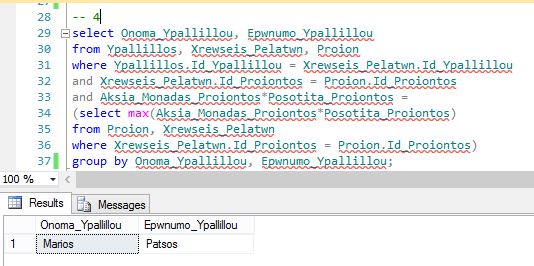 28 -- 4
29 select Onoma_Ypallillou, Epwnumo_Ypallillou
30 from Ypallillos, Xrewseis_Pelatwn, Proion
31 where Ypallillos.Id_Ypallillou = Xrewseis_Pelatwn.Id_Ypallillou
32 and Xrewseis_Pelatwn.Id_Proiontos = Proion.Id_Proiontos
33 and Aksia_Monadas_Proiontos*Posotita_Proiontos =
34 (select max(Aksia_Monadas_Proiontos*Posotita_Proiontos)
35 from Proion, Xrewseis_Pelatwn
36 where Xrewseis_Pelatwn.Id_Proiontos = Proion.Id_Proiontos)
37 group by Onoma_Ypallillou, Epwnumo_Ypallillou;
100 %
Results Messages
Onoma_Ypallillou Epwnumo_Ypallillou
1 Marios Patsos